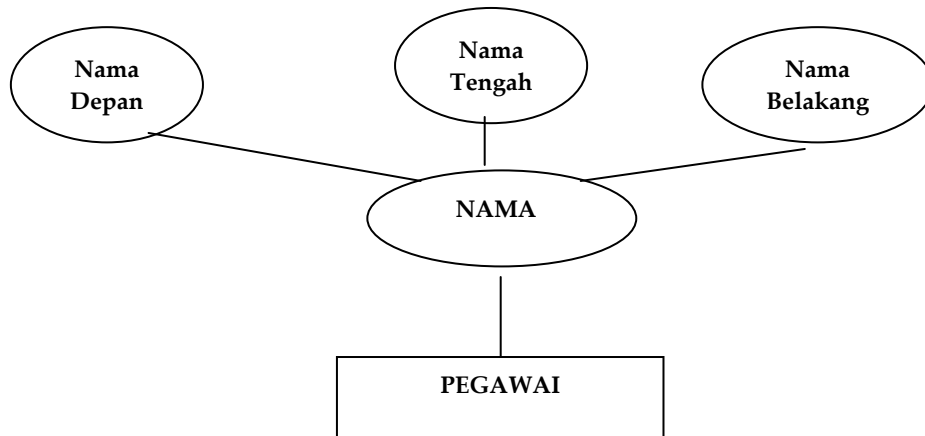 Nama
Depan
Nama
Tengah
Nama
Belakang
NAMA
PEGAWAI